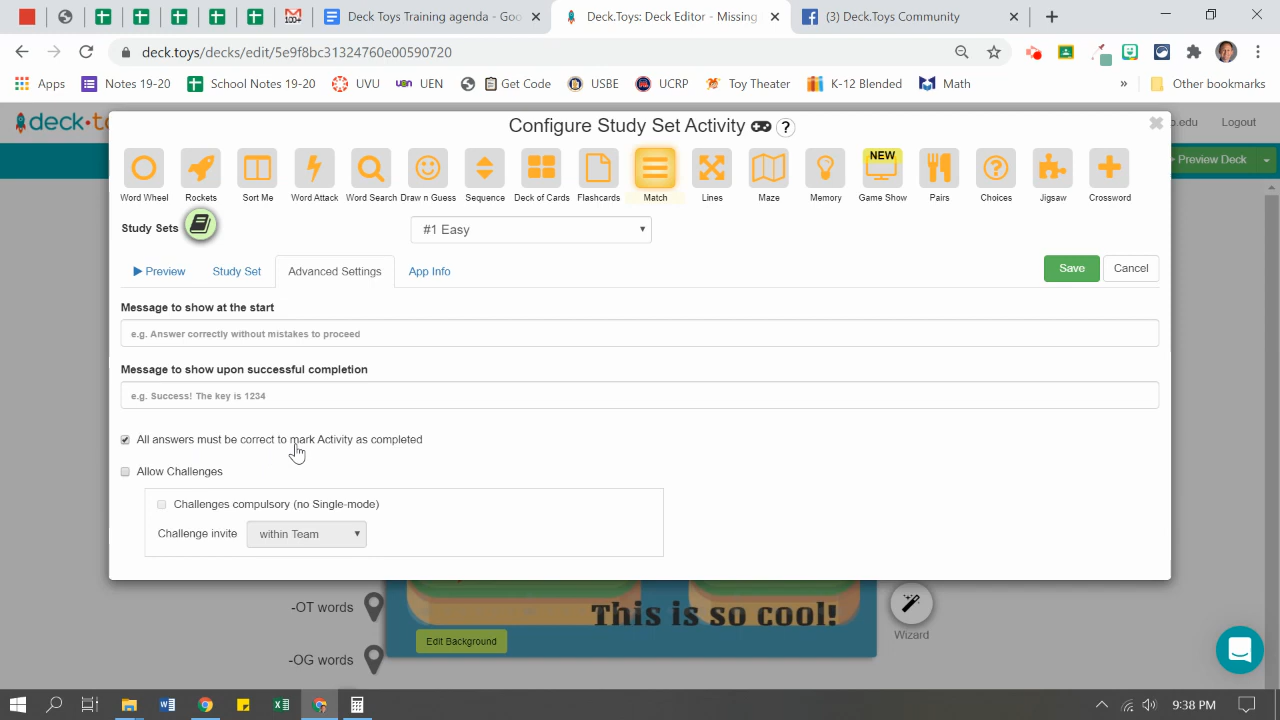 100+
Deck Toys Training agenda - Goo
Deck.Toys: Deck Editor - Missing
(3) Deck.Toys Community
deck.toys/decks/edit/5e9f8bc31324760e00590720
Apps
Notes 19-20
School Notes 19-20
UVU
UEN
Get Code
USBE
UCRP
Toy Theater
K-12 Blended
Math
»
Other bookmarks
deck•to
o.edu
Logout
Preview Deck
Configure Study Set Activity
?
NEW
Word Wheel
Rockets
Sort Me
Word Attack
Word Search
Draw n Guess
Sequence
Deck of Cards
Flashcards
Match
Lines
Maze
Memory
Game Show
Pairs
Choices
Jigsaw
Crossword
Study Sets
#1 Easy
Preview
Study Set
Advanced Settings
App Info
Save
Cancel
Message to show at the start
e.g. Answer correctly without mistakes to proceed
Message to show upon successful completion
e.g. Success! The key is 1234
All answers must be correct to mark Activity as completed
Allow Challenges
Challenges compulsory (no Single-mode)
Challenge invite
within Team
-OT words
This is so cool!
Wizard
Edit Background
-OG words
9:38 PM